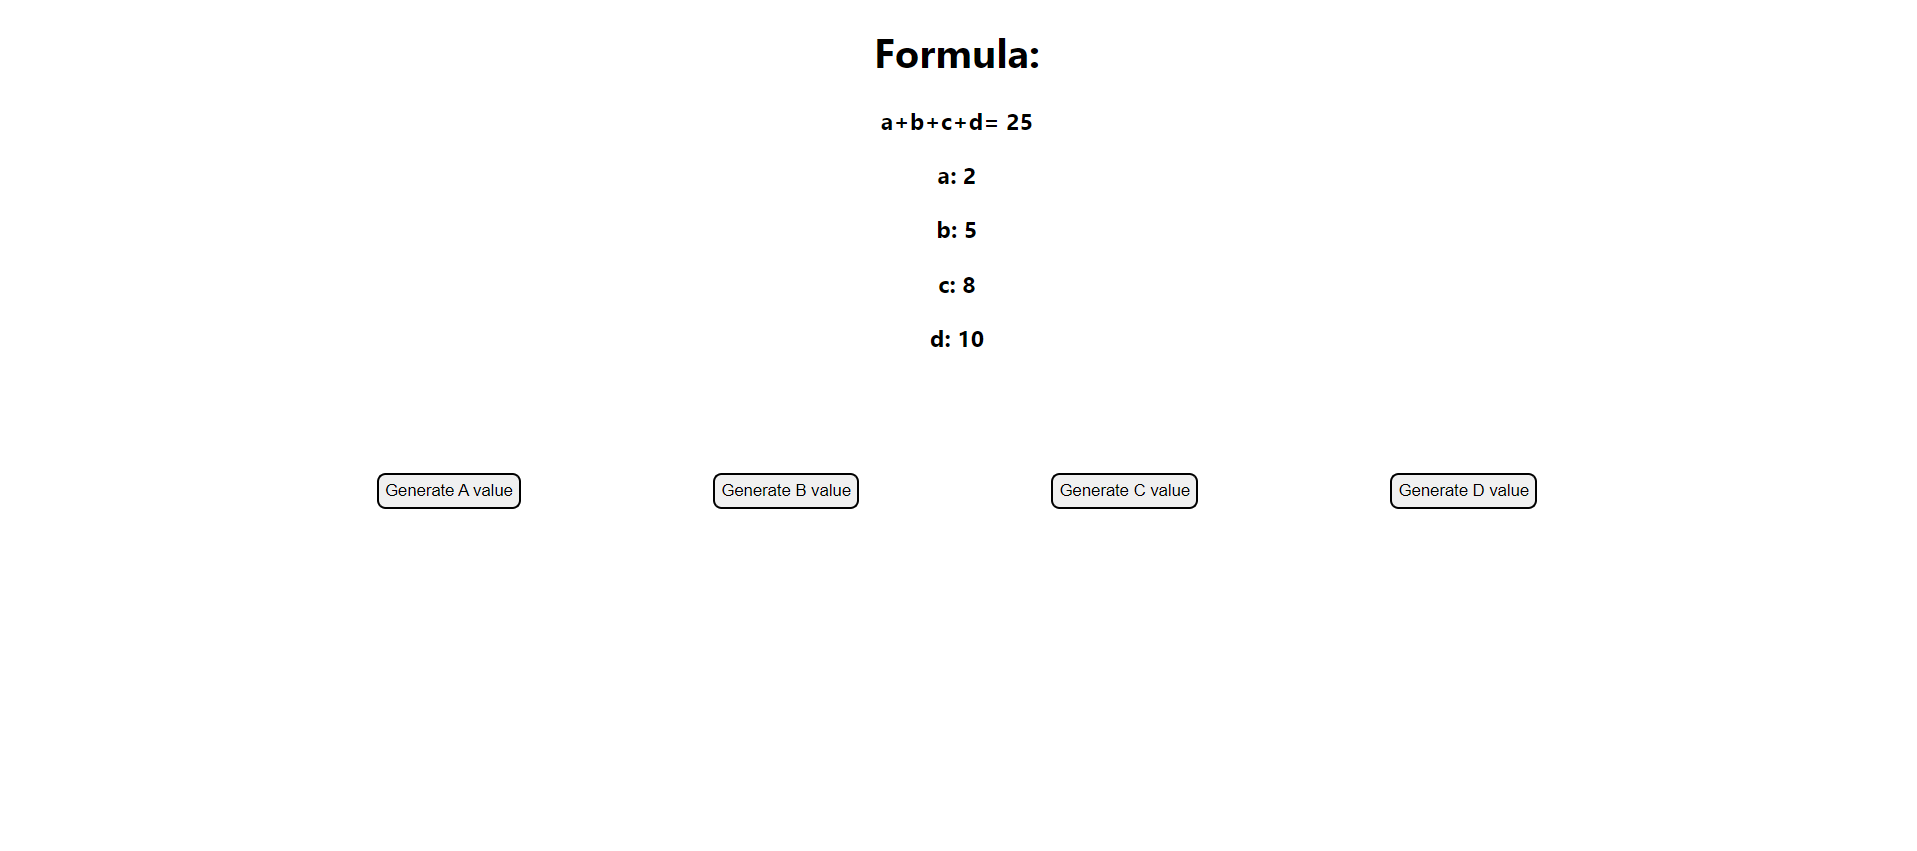 Formula:
a+b+c+d= 25
a: 2
b: 5
c: 8
d: 10
Generate A value
Generate B value
Generate C value
Generate D value